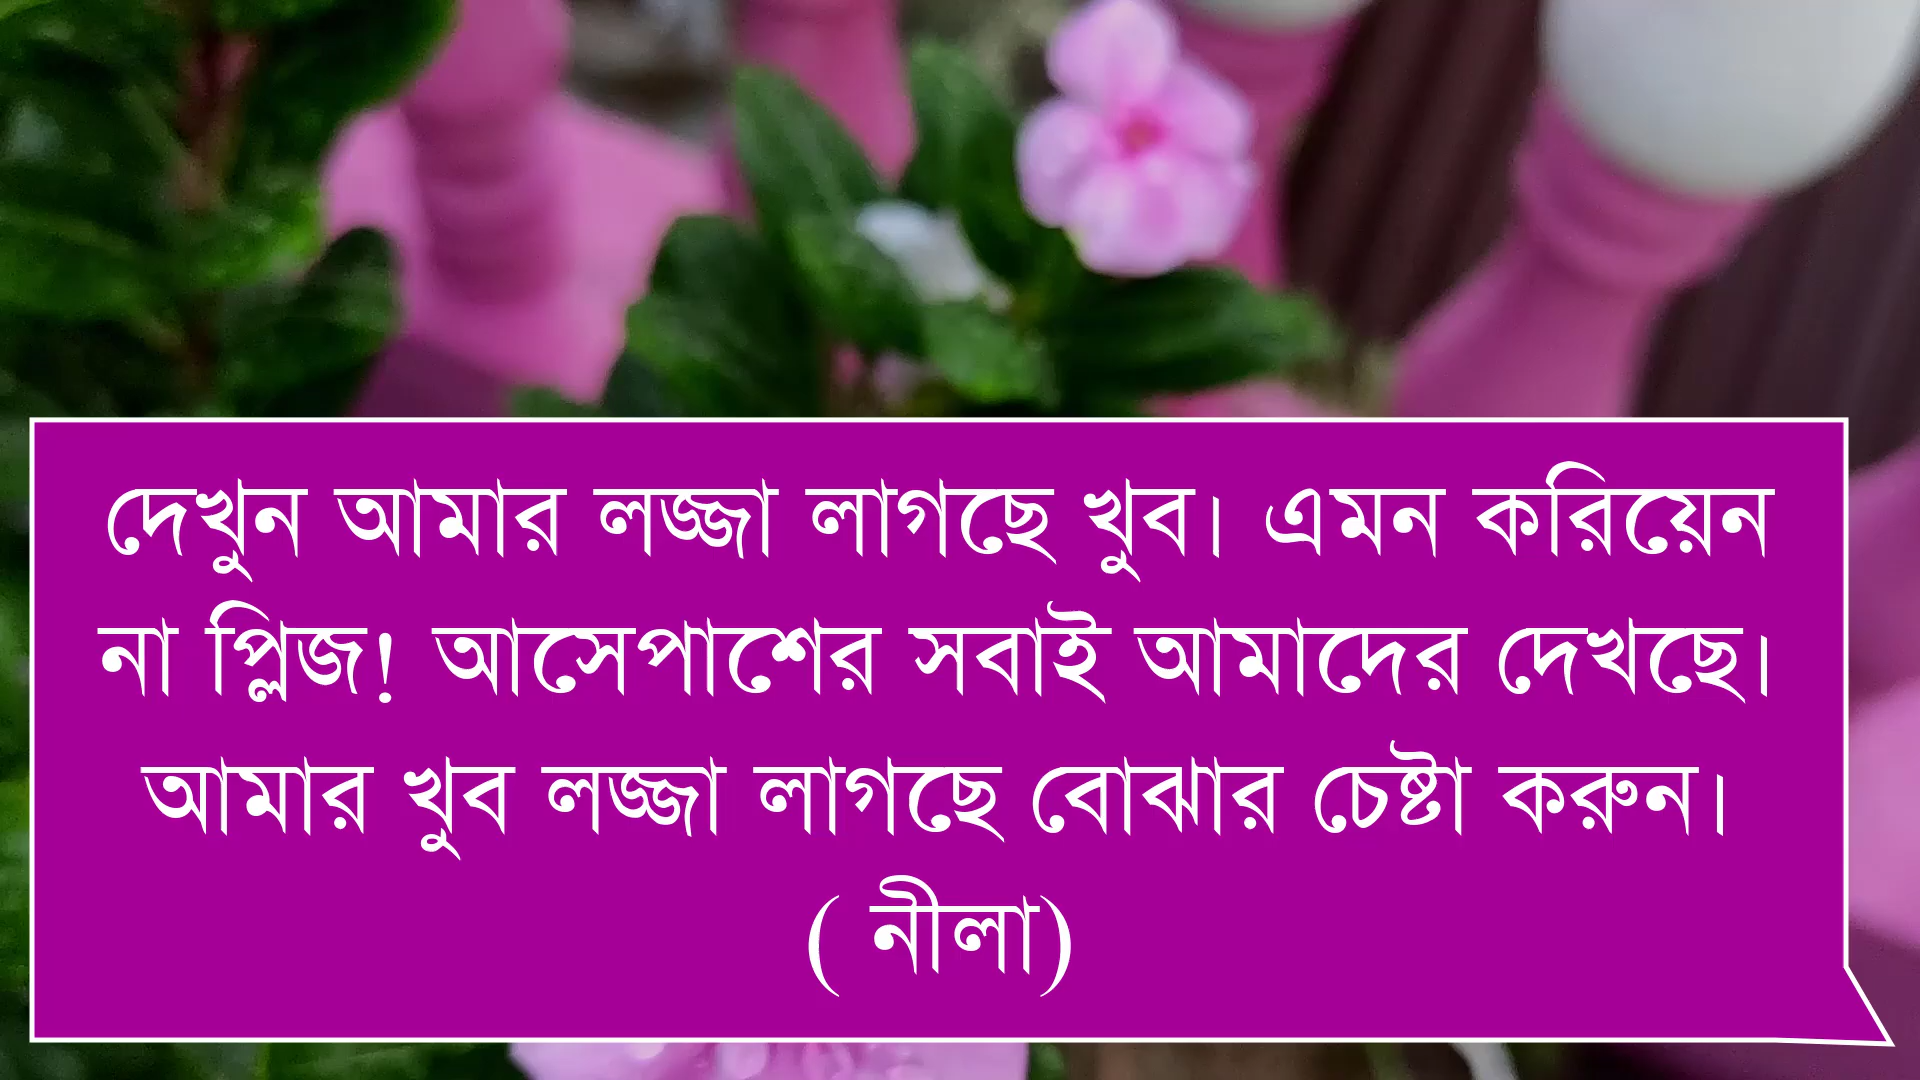 দেখুন আমার লজ্জা লাগছে খুব। এমন করিয়েন
না প্লিজ! আসেপাশের সবাই আমাদের দেখছে।
আমার খুব লজ্জা লাগছে বোঝার চেষ্টা করুন।
( নীলা)